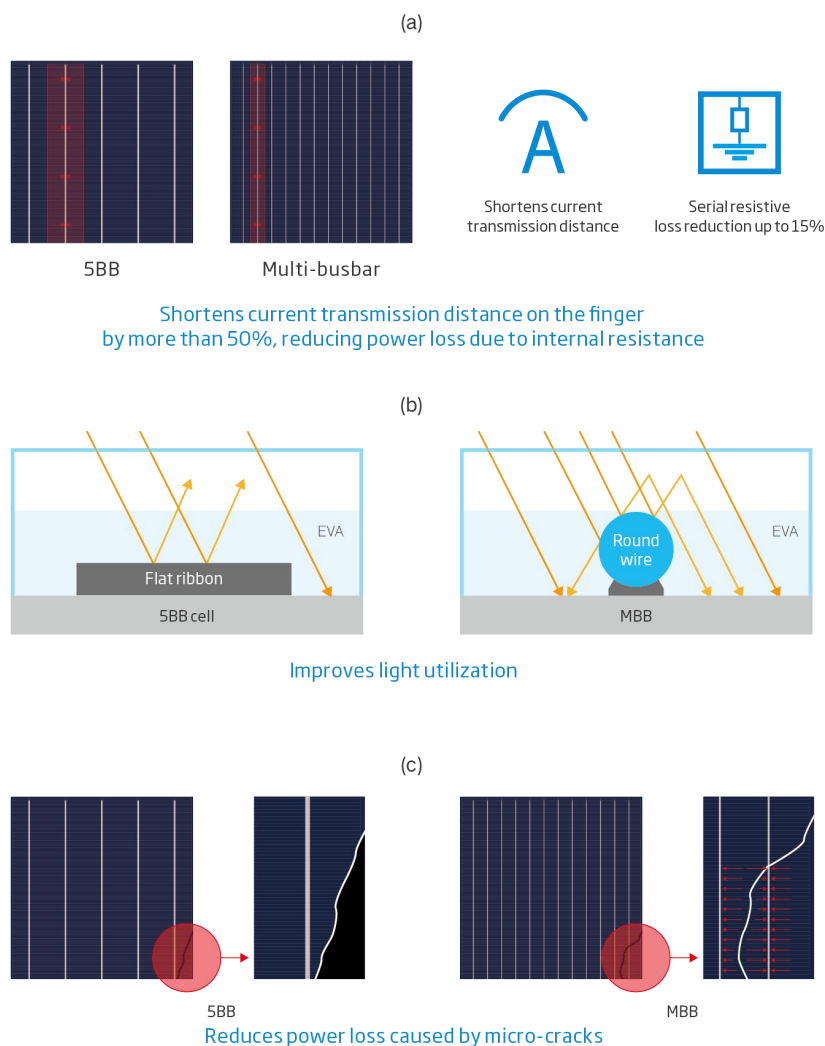 (a)
5BB
Multi-busbar
A
Shortens current
transmission distance
Serial resistive
loss reduction up to 15%
Shortens current transmission distance on the finger
by more than 50%, reducing power loss due to internal resistance
(b)
EVA
Flat ribbon
5BB cell
EVA
Round
wire
MBB
Improves light utilization
(c)
5BB
MBB
Reduces power loss caused by micro-cracks